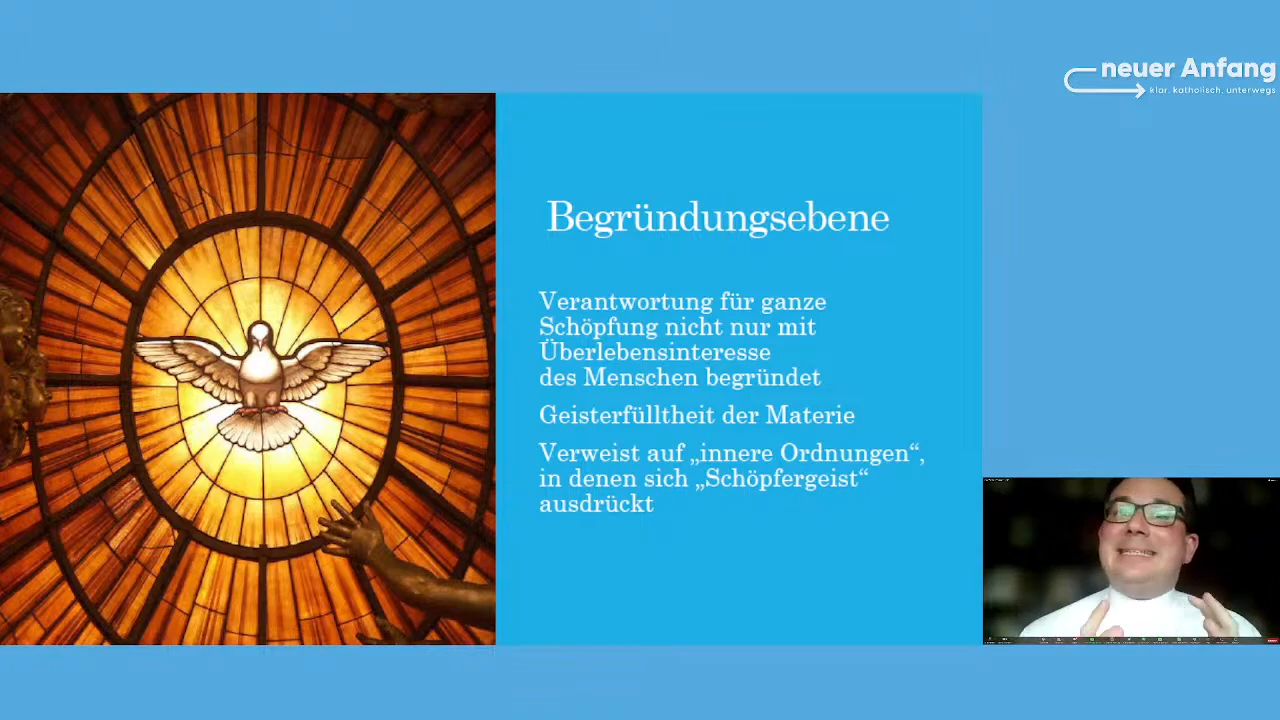 neuer Anfang
klar. katholisch. unterwegs
Begründungsebene
Verantwortung für ganze
Schöpfung nicht nur mit
Überlebensinteresse
des Menschen begründet
Geisterfülltheit der Materie
Verweist auf „innere Ordnungen“,
in denen sich „Schöpfergeist“
ausdrückt